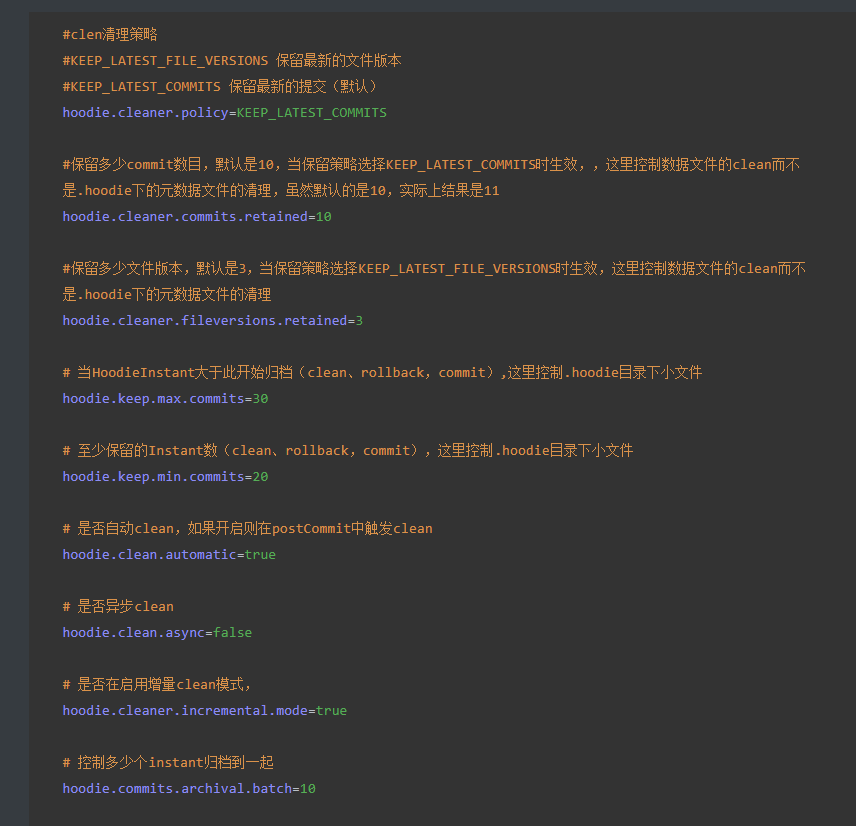 #clen清理策略
#KEEP_LATEST_FILE_VERSIONS 保留最新的文件版本
#KEEP_LATEST_COMMITS 保留最新的提交（默认）
hoodie.cleaner.policy=KEEP_LATEST_COMMITS
#保留多少commit数目，默认是10，当保留策略选择KEEP_LATEST_COMMITS时生效，，这里控制数据文件的clean而不
是.hoodie下的元数据文件的清理，虽然默认的是10，实际上结果是11
hoodie.cleaner.commits.retained=10
#保留多少文件版本，默认是3，当保留策略选择KEEP_LATEST_FILE_VERSIONS时生效，这里控制数据文件的clean而不
是.hoodie下的元数据文件的清理
hoodie.cleaner.fileversions.retained=3
# 当HoodieInstant大于此开始归档（clean、rollback，commit）,这里控制.hoodie目录下小文件
hoodie.keep.max.commits=30
# 至少保留的Instant数（clean、rollback，commit），这里控制.hoodie目录下小文件
hoodie.keep.min.commits=20
# 是否自动clean，如果开启则在postCommit中触发clean
hoodie.clean.automatic=true
# 是否异步clean
hoodie.clean.async=false
# 是否在启用增量clean模式，
hoodie.cleaner.incremental.mode=true
# 控制多少个instant归档到一起
hoodie.commits.archival.batch=10